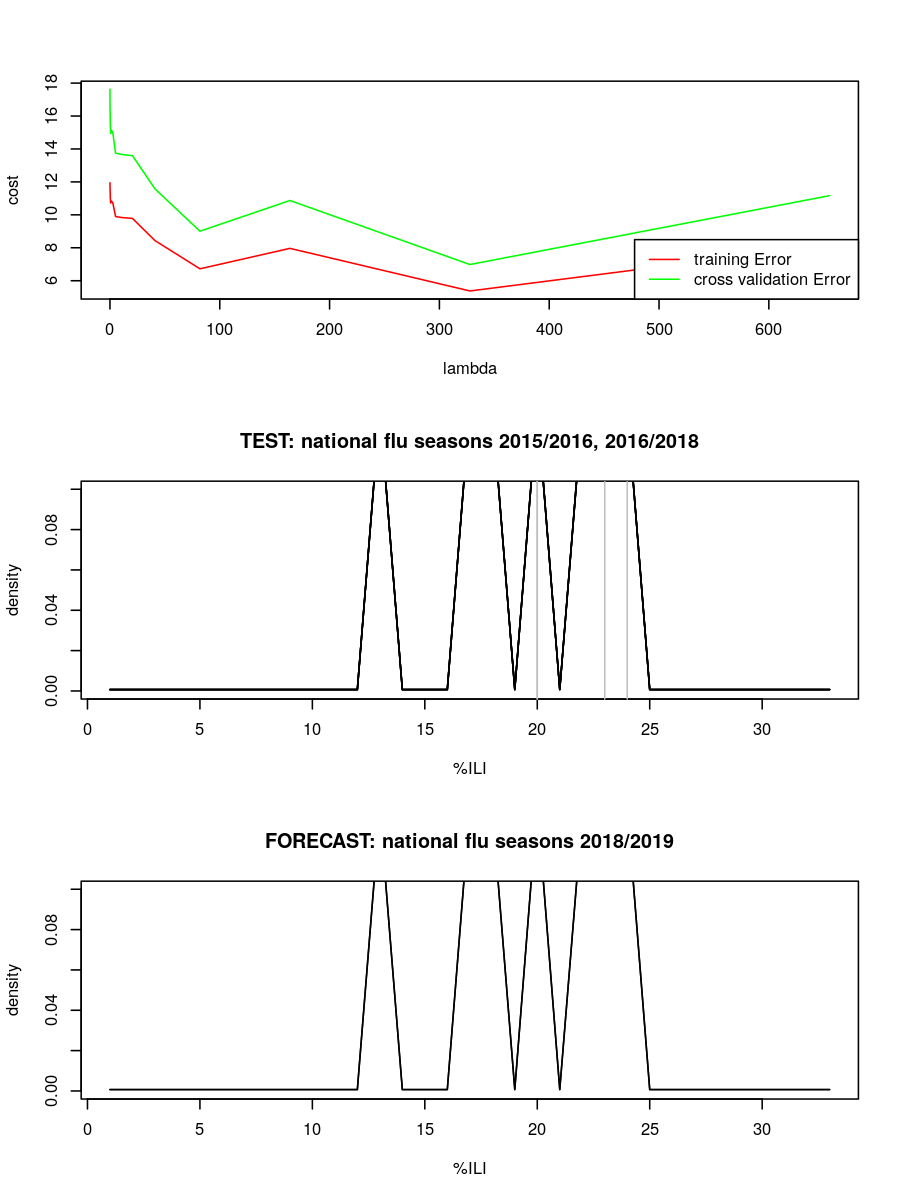 18
16
14
12
10
8
6
cost
training Error
cross validation Error
0 100 200 300 400 500 600
lambda
TEST: national flu seasons 2015/2016, 2016/2018
0.08
0.04
0.00
density
0 5 10 15 20 25 30
%ILI
FORECAST: national flu seasons 2018/2019
0.08
0.04
0.00
density
0 5 10 15 20 25 30
%ILI